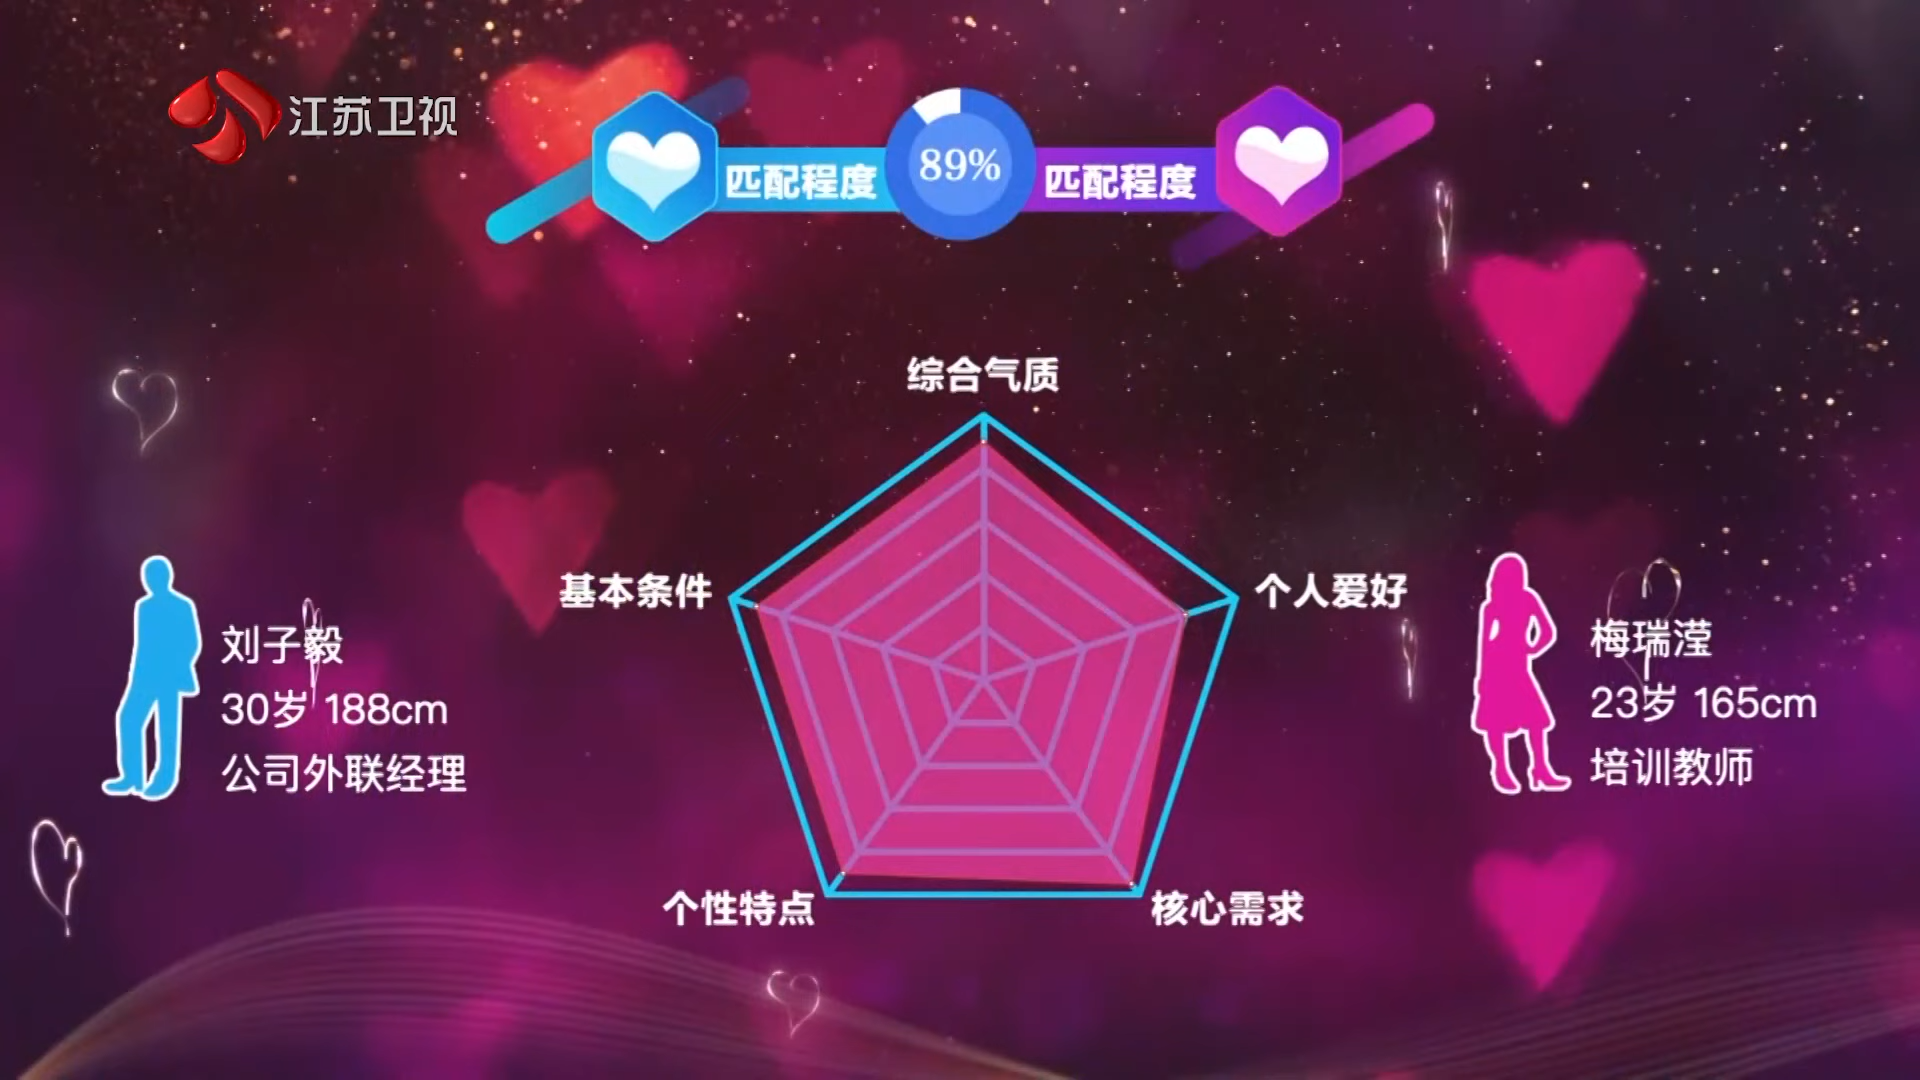 江苏卫视
匹配程度
89%
匹配程度
综合气质
基本条件
个人爱好
个性特点
核心需求
刘子毅
30岁 188cm
公司外联经理
梅瑞滢
23岁 165cm
培训教师